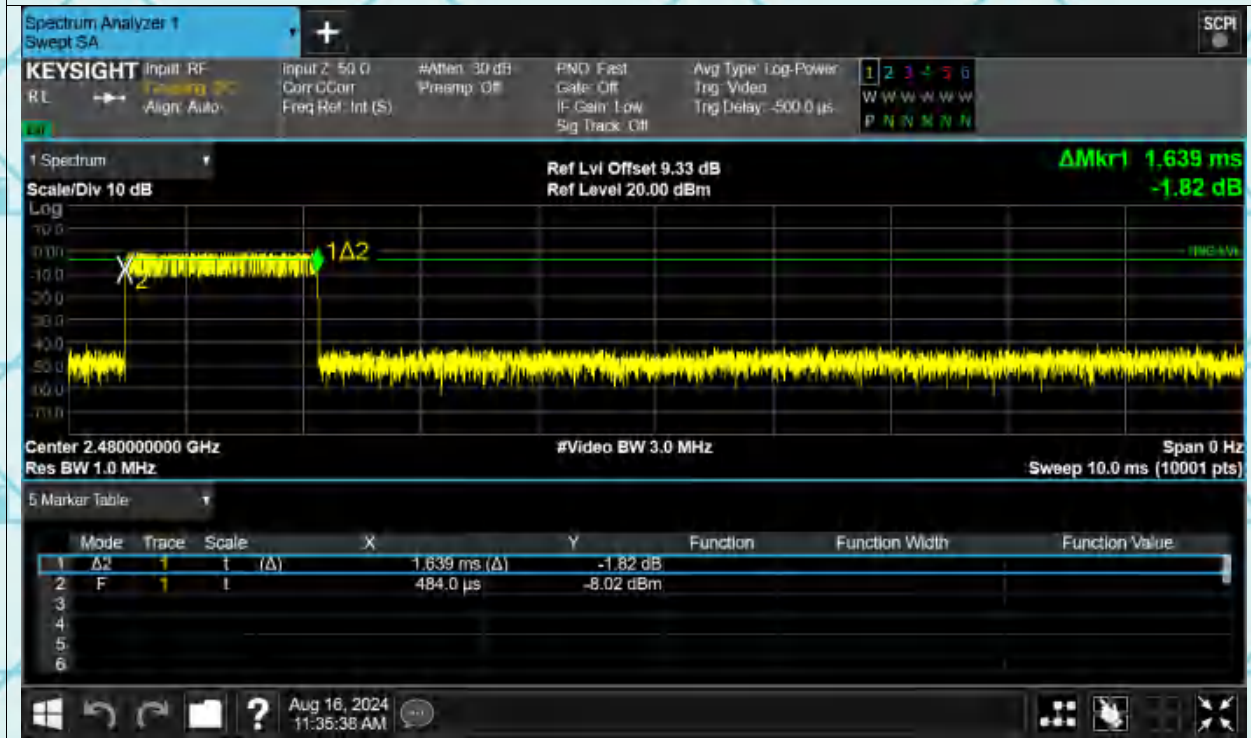 Spectrum Analyzer 1
Swept SA
+
SCPI
KEYSIGHT
RL
Input: RF
Coupling: DC
Align: Auto
Input Z: 50 Ω
Corr CCorr
Freq Ref: Int (S)
#Atten: 30 dB
Preamp: Off
PNO: Fast
Gate: Off
IF Gain: Low
Sig Track: Off
Avg Type: Log-Power
Trig: Video
Trig Delay: -500.0 µs
1 2 3 4 5 6
W W W W W W
P N N N N N
1 Spectrum
Scale/Div 10 dB
Ref Lvl Offset 9.33 dB
Ref Level 20.00 dBm
ΔMkr1 1.639 ms
-1.82 dB
Log
10.0
0.00
-10.0
-20.0
-30.0
-40.0
-50.0
-60.0
-70.0
2
1Δ2
TRIG LVL
Center 2.480000000 GHz
Res BW 1.0 MHz
#Video BW 3.0 MHz
Span 0 Hz
Sweep 10.0 ms (10001 pts)
5 Marker Table
Mode Trace Scale X Y Function Function Width Function Value
1 Δ2 1 t (Δ) 1.639 ms (Δ) -1.82 dB
2 F 1 t 484.0 µs -8.02 dBm
3
4
5
6
?
Aug 16, 2024
11:35:38 AM